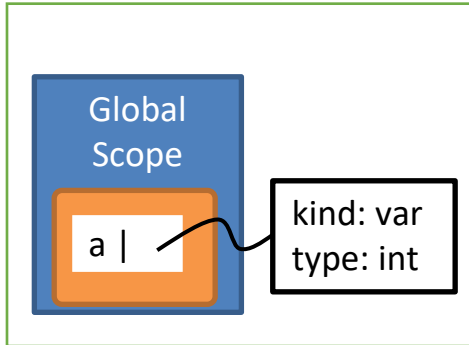 Global
Scope
a |
kind: var
type: int